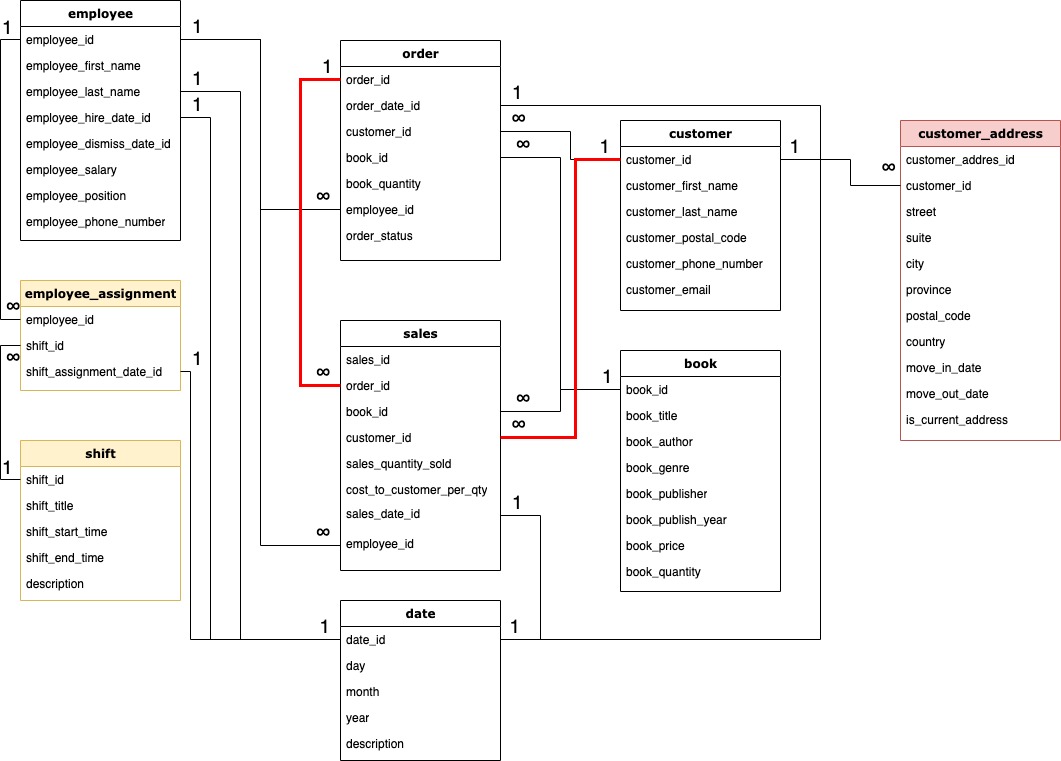 employee
employee_id
employee_first_name
employee_last_name
employee_hire_date_id
employee_dismiss_date_id
employee_salary
employee_position
employee_phone_number
1
1
1
1
∞
employee_assignment
employee_id
shift_id
shift_assignment_date_id
∞
1
1
shift
shift_id
shift_title
shift_start_time
shift_end_time
description
order
order_id
order_date_id
customer_id
book_id
book_quantity
employee_id
order_status
1
∞
1
∞
∞
sales
sales_id
order_id
book_id
customer_id
sales_quantity_sold
cost_to_customer_per_qty
sales_date_id
employee_id
∞
∞
∞
∞
1
date
date_id
day
month
year
description
1
1
customer
customer_id
customer_first_name
customer_last_name
customer_postal_code
customer_phone_number
customer_email
1
1
book
book_id
book_title
book_author
book_genre
book_publisher
book_publish_year
book_price
book_quantity
1
customer_address
customer_addres_id
customer_id
street
suite
city
province
postal_code
country
move_in_date
move_out_date
is_current_address
∞